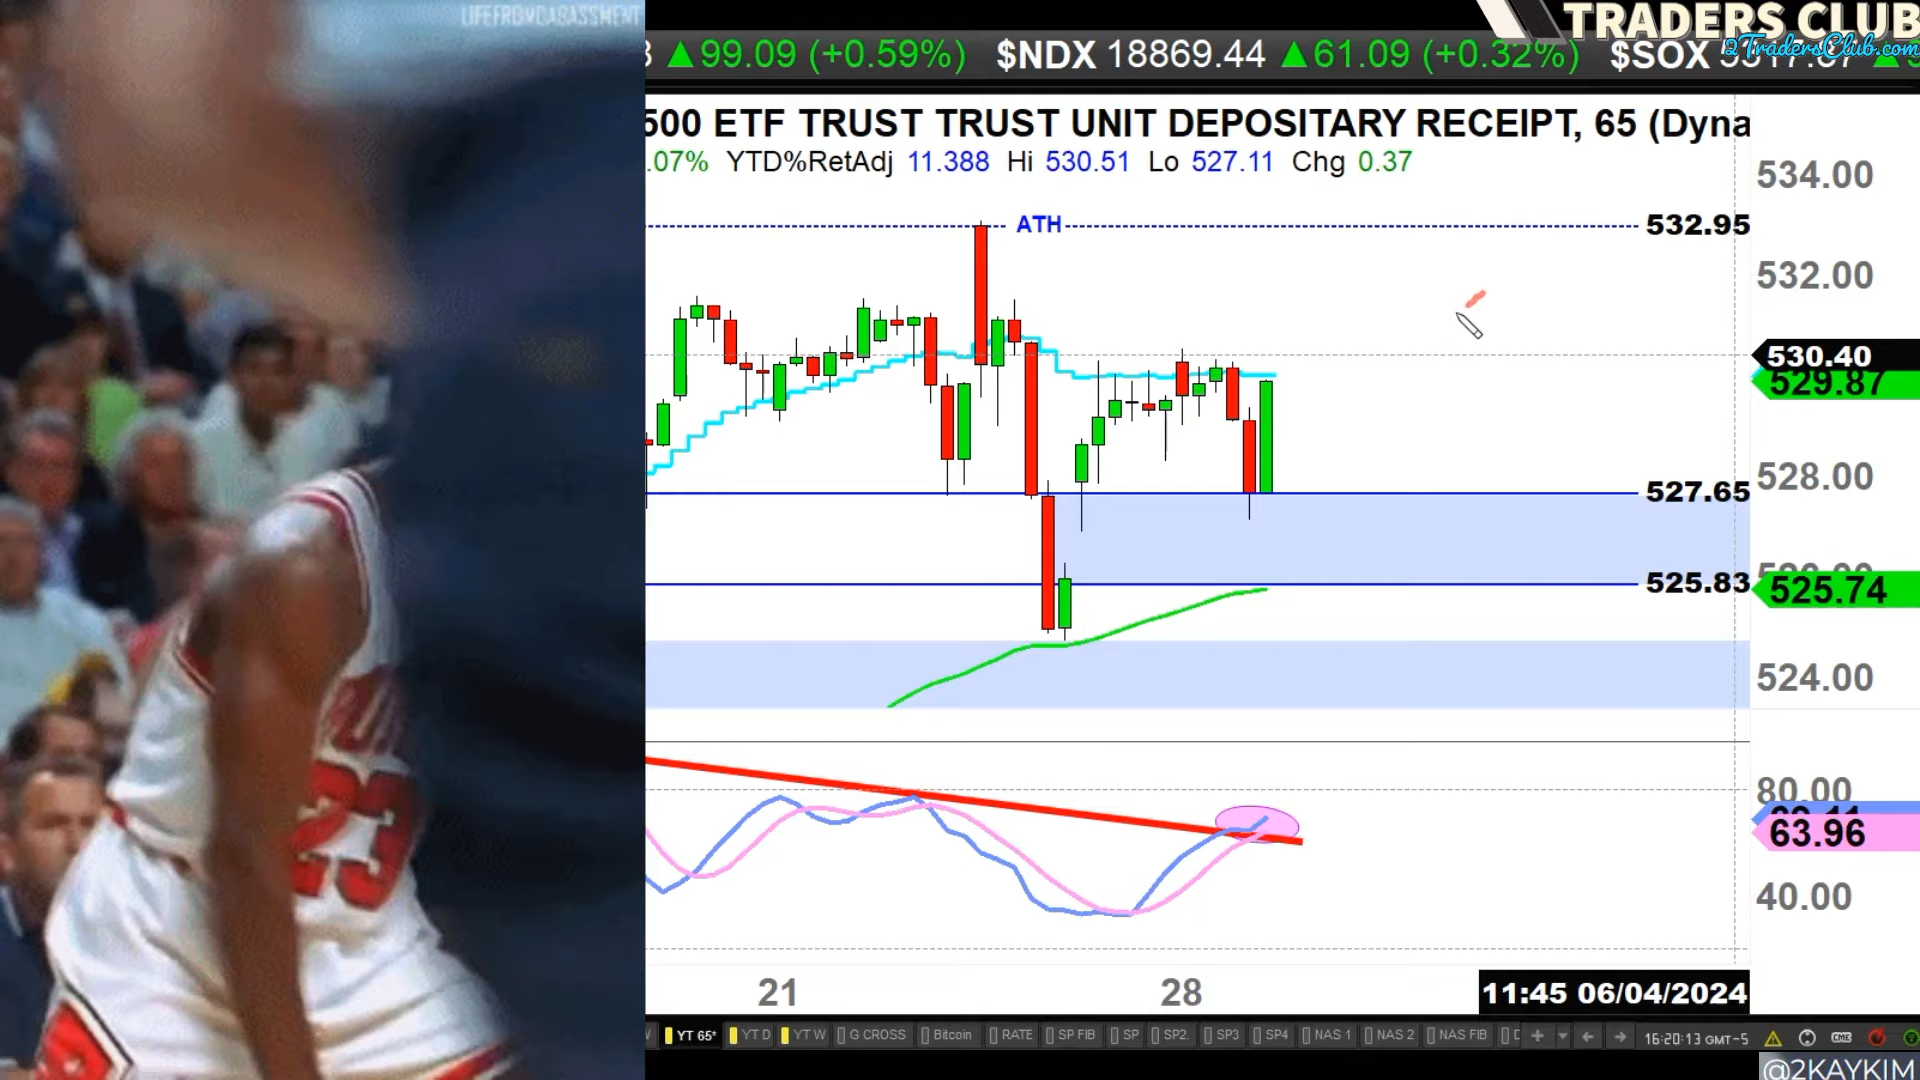 LIFEFROMDABASSMENT
TRADERS CLUB
2TradersClub.com
▲99.09 (+0.59%) $NDX 18869.44 ▲61.09 (+0.32%) $SOX
500 ETF TRUST TRUST UNIT DEPOSITARY RECEIPT, 65 (Dyna
.07% YTD%RetAdj 11.388 Hi 530.51 Lo 527.11 Chg 0.37
534.00
ATH
532.95
532.00
530.40
529.87
527.65
528.00
525.83
525.74
524.00
23
80.00
63.96
40.00
21
28
11:45 06/04/2024
YT 65*
YT D
YT W
G CROSS
Bitcoin
RATE
SP FIB
SP
SP2.
SP3
SP4
NAS 1
NAS 2
NAS FIB
16:20:13 GMT-5
CME
@2KAYKIM